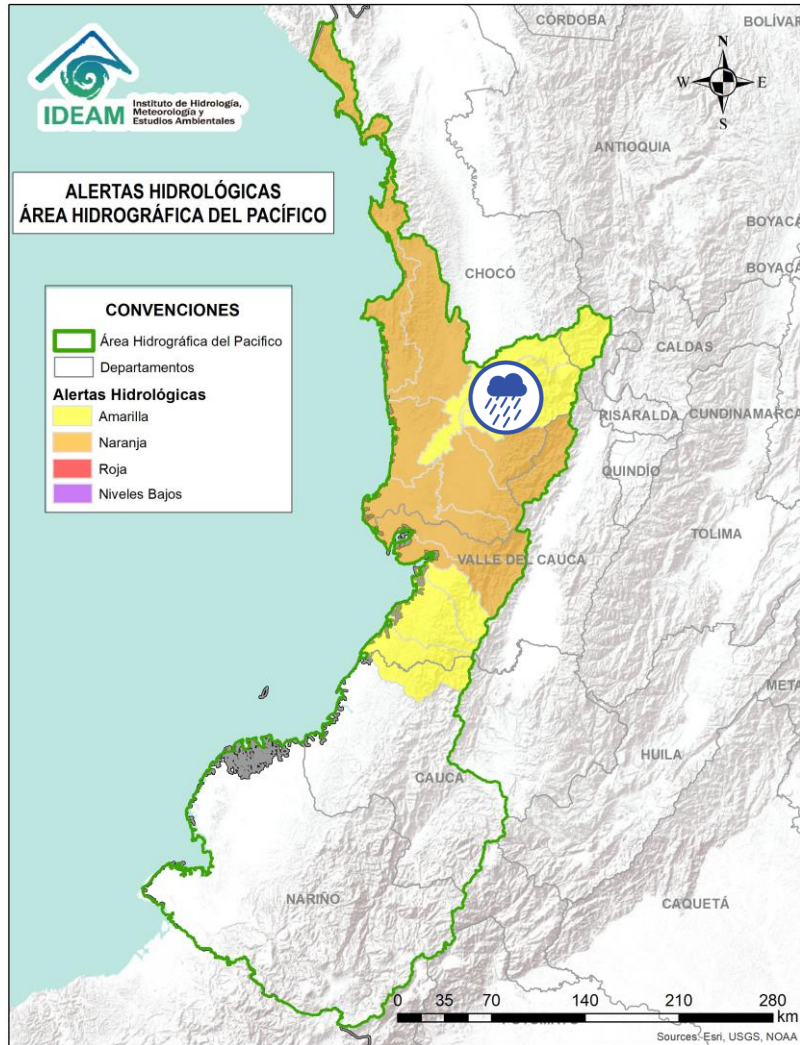 IDEAM
Instituto de Hidrología,
Meteorología y
Estudios Ambientales
ALERTAS HIDROLÓGICAS
ÁREA HIDROGRÁFICA DEL PACÍFICO
CONVENCIONES
Área Hidrográfica del Pacifico
Departamentos
Alertas Hidrológicas
Amarilla
Naranja
Roja
Niveles Bajos
N
W
E
S
CÓRDOBA
BOLÍVAR
ANTIOQUIA
BOYACÁ
BOYACÁ
CHOCÓ
CALDAS
RISARALDA
CUNDINAMARCA
QUINDÍO
TOLIMA
VALLE DEL CAUCA
META
HUILA
CAUCA
NARIÑO
CAQUETÁ
0 35 70 140 210 280
km
Sources: Esri, USGS, NOAA